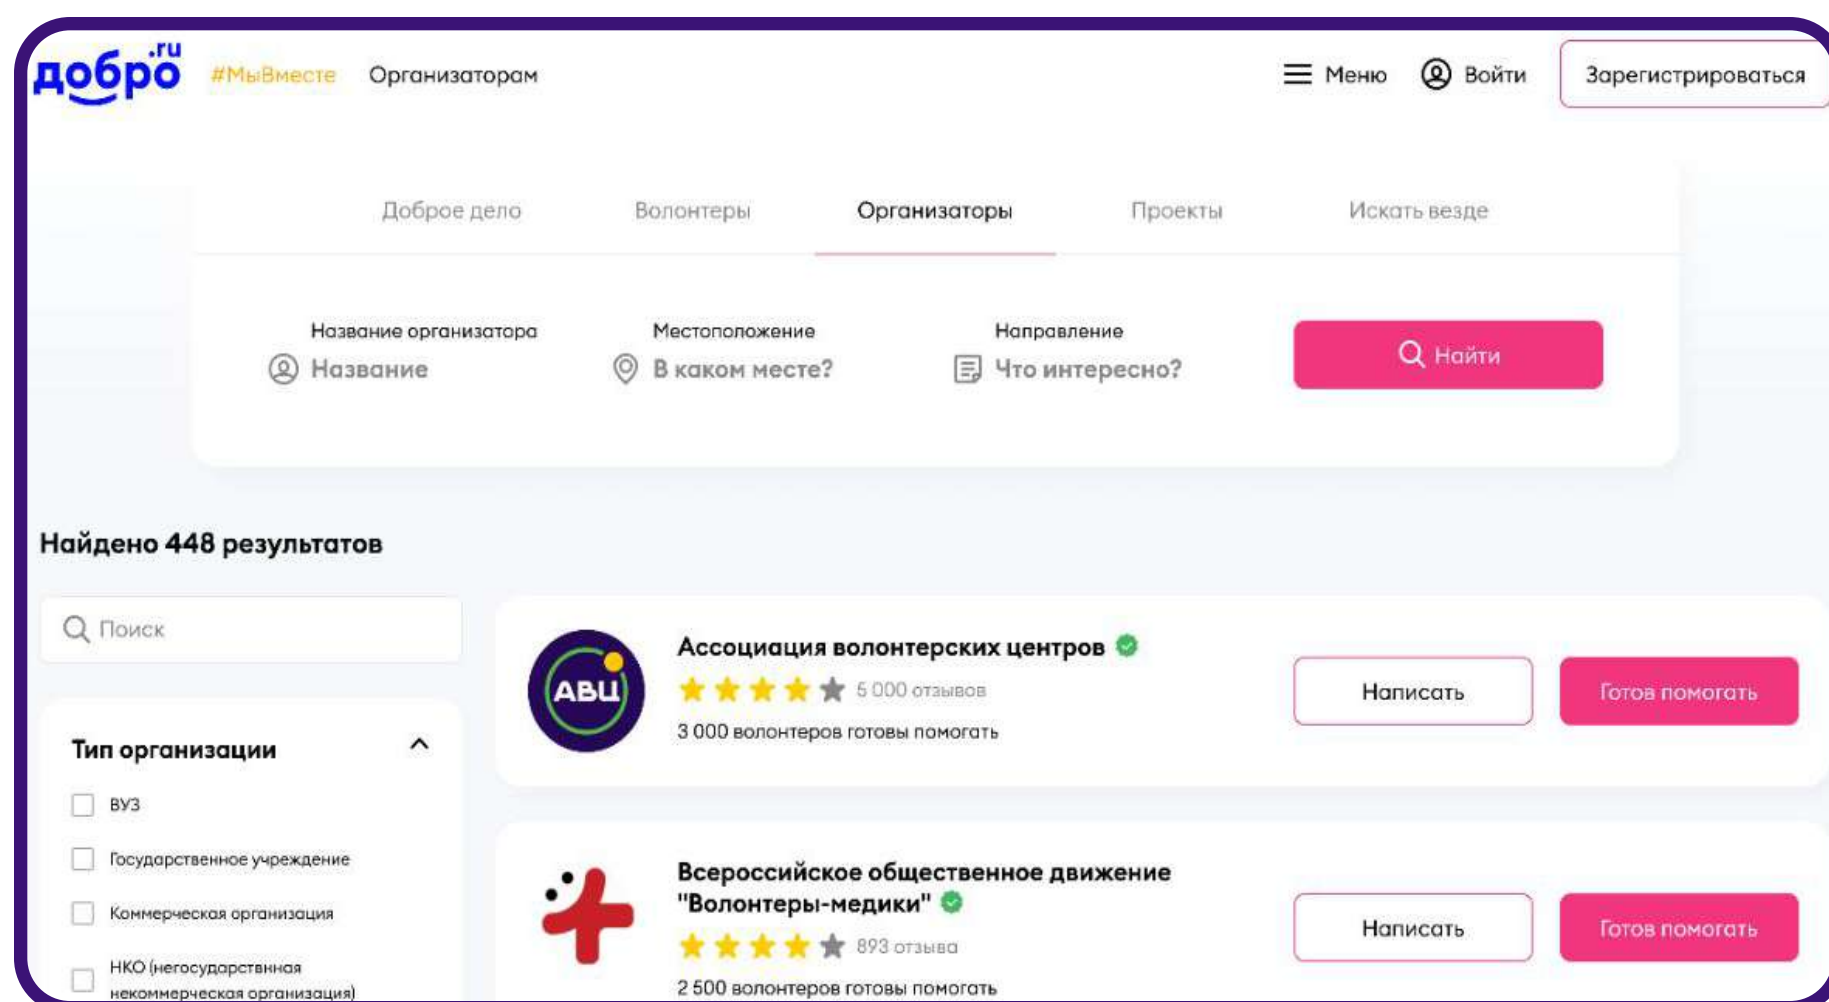 добро.ru #МыВместе Организаторам Меню Войти Зарегистрироваться
Доброе дело Волонтеры Организаторы Проекты Искать везде
Название организатора Местоположение Направление
Название В каком месте? Что интересно? Найти
Найдено 448 результатов
Поиск
Тип организации
ВУЗ
Государственное учреждение
Коммерческая организация
НКО (негосударствнная
некоммерческая организация)
АВЦ
Ассоциация волонтерских центров
5 000 отзывов
3 000 волонтеров готовы помогать
Написать Готов помогать
Всероссийское общественное движение
"Волонтеры-медики"
893 отзыва
2 500 волонтеров готовы помогать
Написать Готов помогать